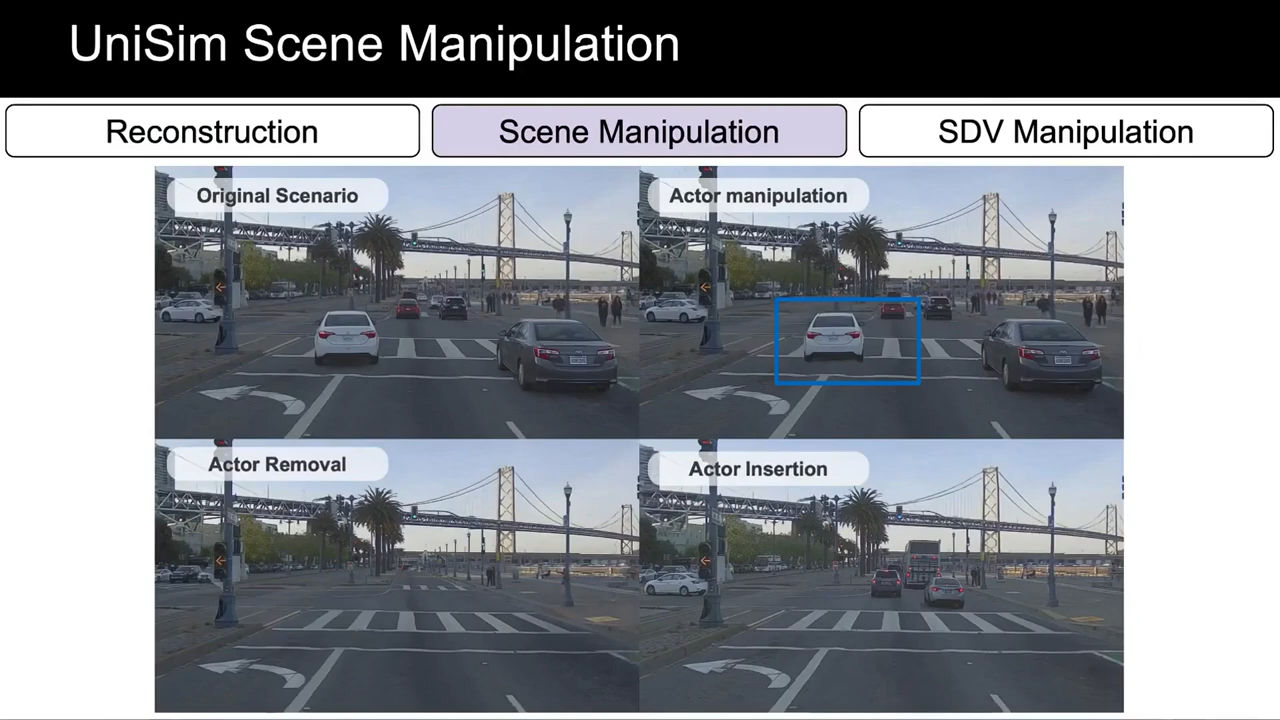 UniSim Scene Manipulation
Reconstruction
Scene Manipulation
SDV Manipulation
Original Scenario
Actor manipulation
Actor Removal
Actor Insertion